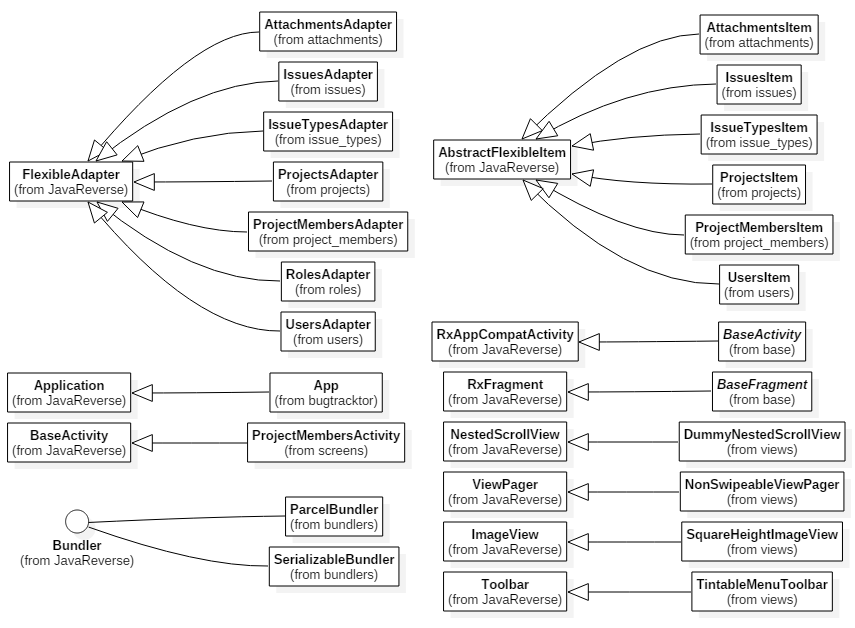 AttachmentsAdapter
(from attachments)
IssuesAdapter
(from issues)
IssueTypesAdapter
(from issue_types)
FlexibleAdapter
(from JavaReverse)
ProjectsAdapter
(from projects)
ProjectMembersAdapter
(from project_members)
RolesAdapter
(from roles)
UsersAdapter
(from users)
Application
(from JavaReverse)
App
(from bugtracktor)
BaseActivity
(from JavaReverse)
ProjectMembersActivity
(from screens)
Bundler
(from JavaReverse)
ParcelBundler
(from bundlers)
SerializableBundler
(from bundlers)
AttachmentsItem
(from attachments)
IssuesItem
(from issues)
IssueTypesItem
(from issue_types)
AbstractFlexibleItem
(from JavaReverse)
ProjectsItem
(from projects)
ProjectMembersItem
(from project_members)
UsersItem
(from users)
RxAppCompatActivity
(from JavaReverse)
BaseActivity
(from base)
RxFragment
(from JavaReverse)
BaseFragment
(from base)
NestedScrollView
(from JavaReverse)
DummyNestedScrollView
(from views)
ViewPager
(from JavaReverse)
NonSwipeableViewPager
(from views)
ImageView
(from JavaReverse)
SquareHeightImageView
(from views)
Toolbar
(from JavaReverse)
TintableMenuToolbar
(from views)